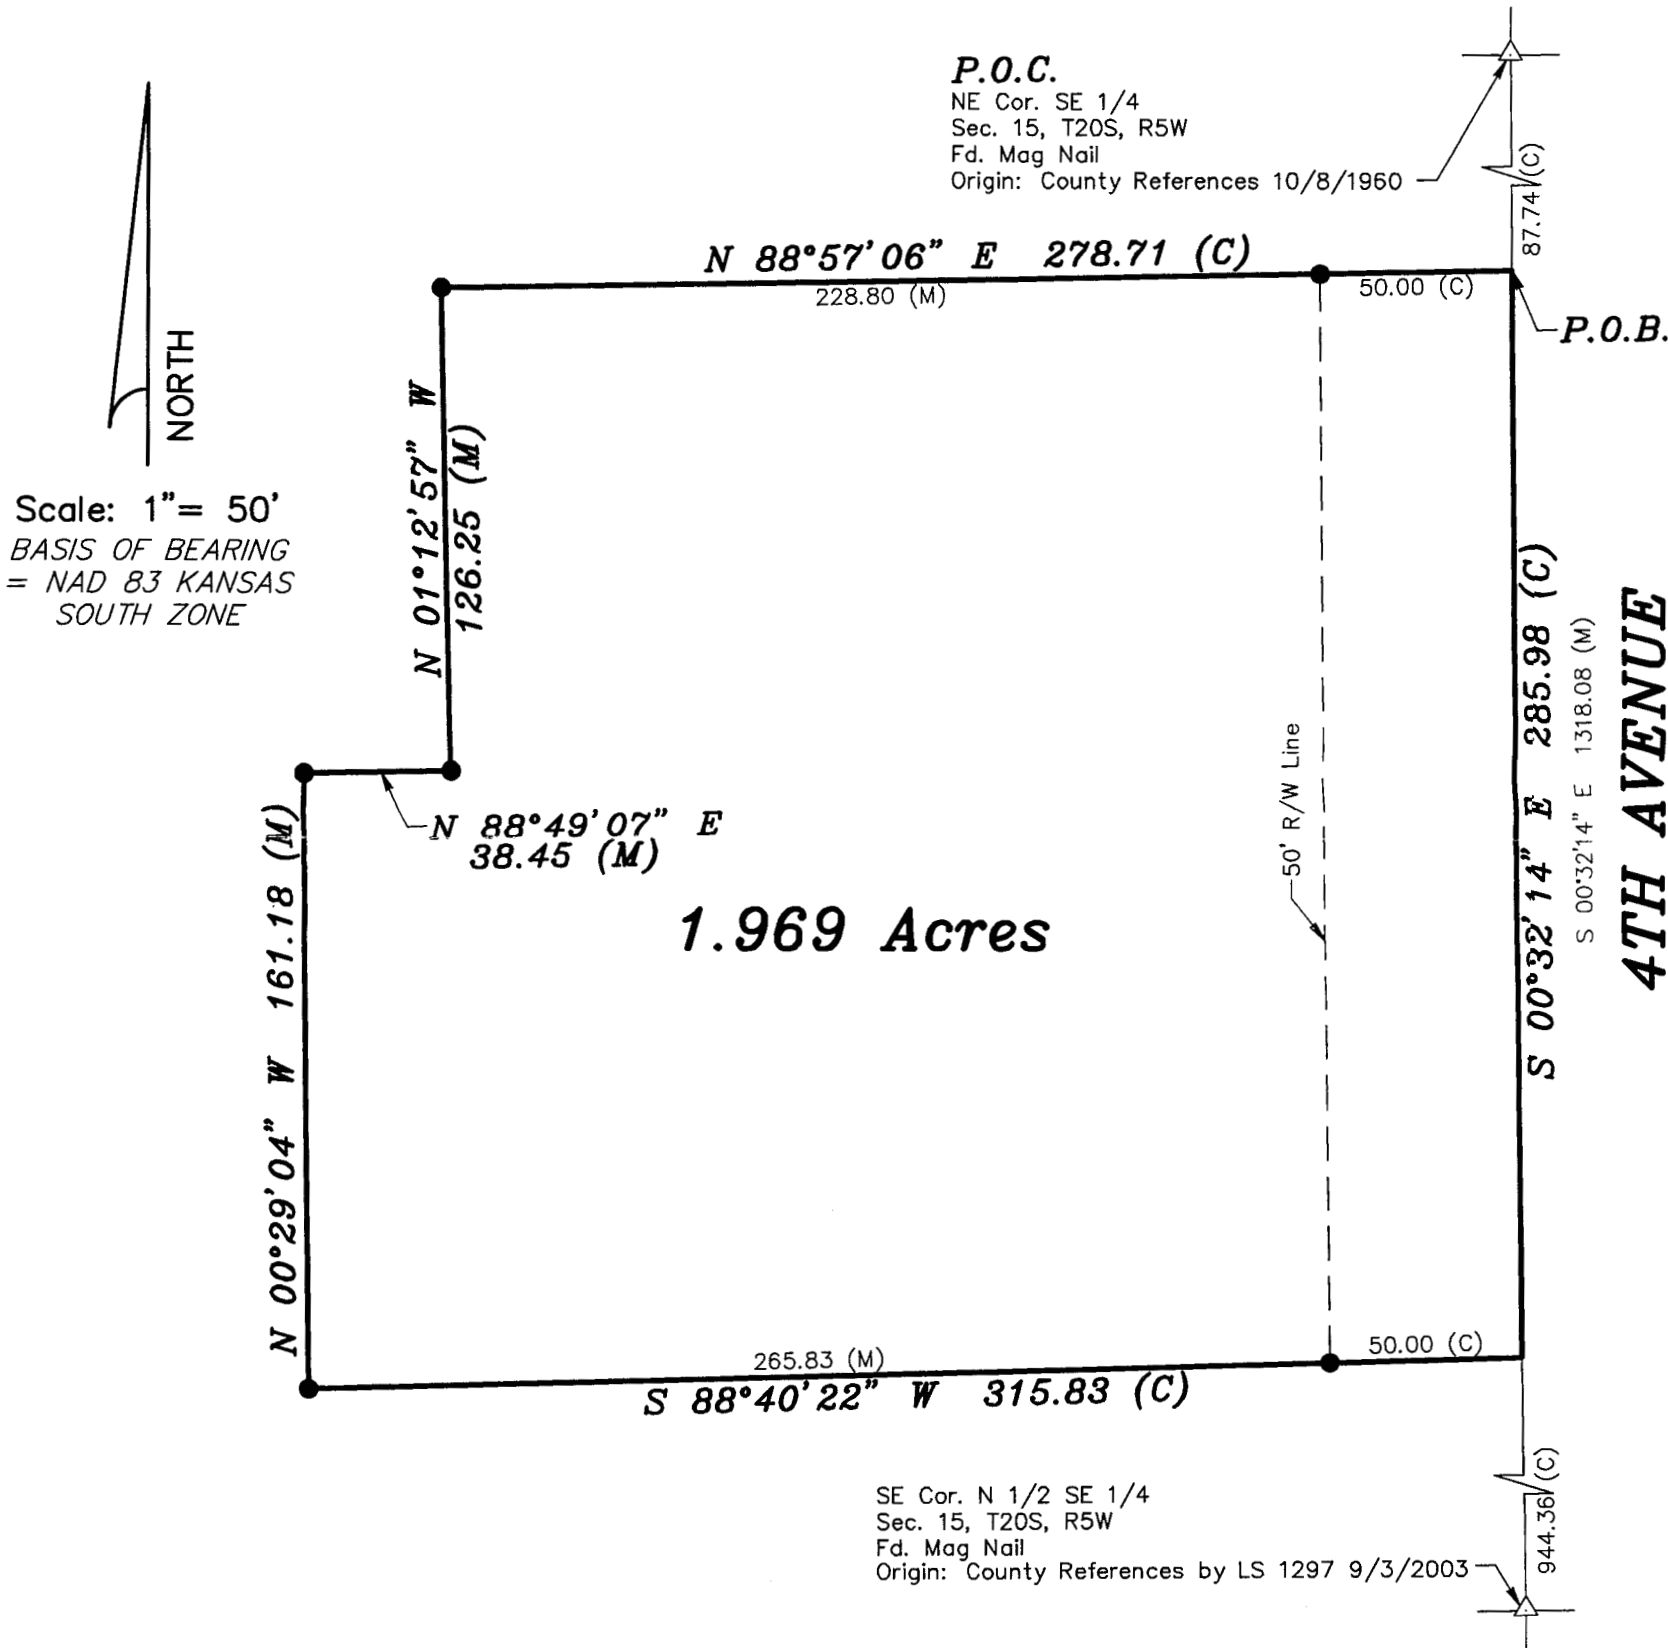 P.O.C.
NE Cor. SE 1/4
Sec. 15, T20S, R5W
Fd. Mag Nail
Origin: County References 10/8/1960
87.74 (C)
N 88°57'06" E 278.71 (C)
228.80 (M)
50.00 (C)
P.O.B.
NORTH
Scale: 1"= 50'
BASIS OF BEARING
= NAD 83 KANSAS
SOUTH ZONE
N 01°12'57" W
126.25 (M)
N 88°49'07" E
38.45 (M)
161.18 (M)
N 00°29'04" W
1.969 Acres
50' R/W Line
S 00°32'14" E 285.98 (C)
S 00°32'14" E 1318.08 (M)
4TH AVENUE
265.83 (M)
50.00 (C)
S 88°40'22" W 315.83 (C)
SE Cor. N 1/2 SE 1/4
Sec. 15, T20S, R5W
Fd. Mag Nail
Origin: County References by LS 1297 9/3/2003
944.36 (C)